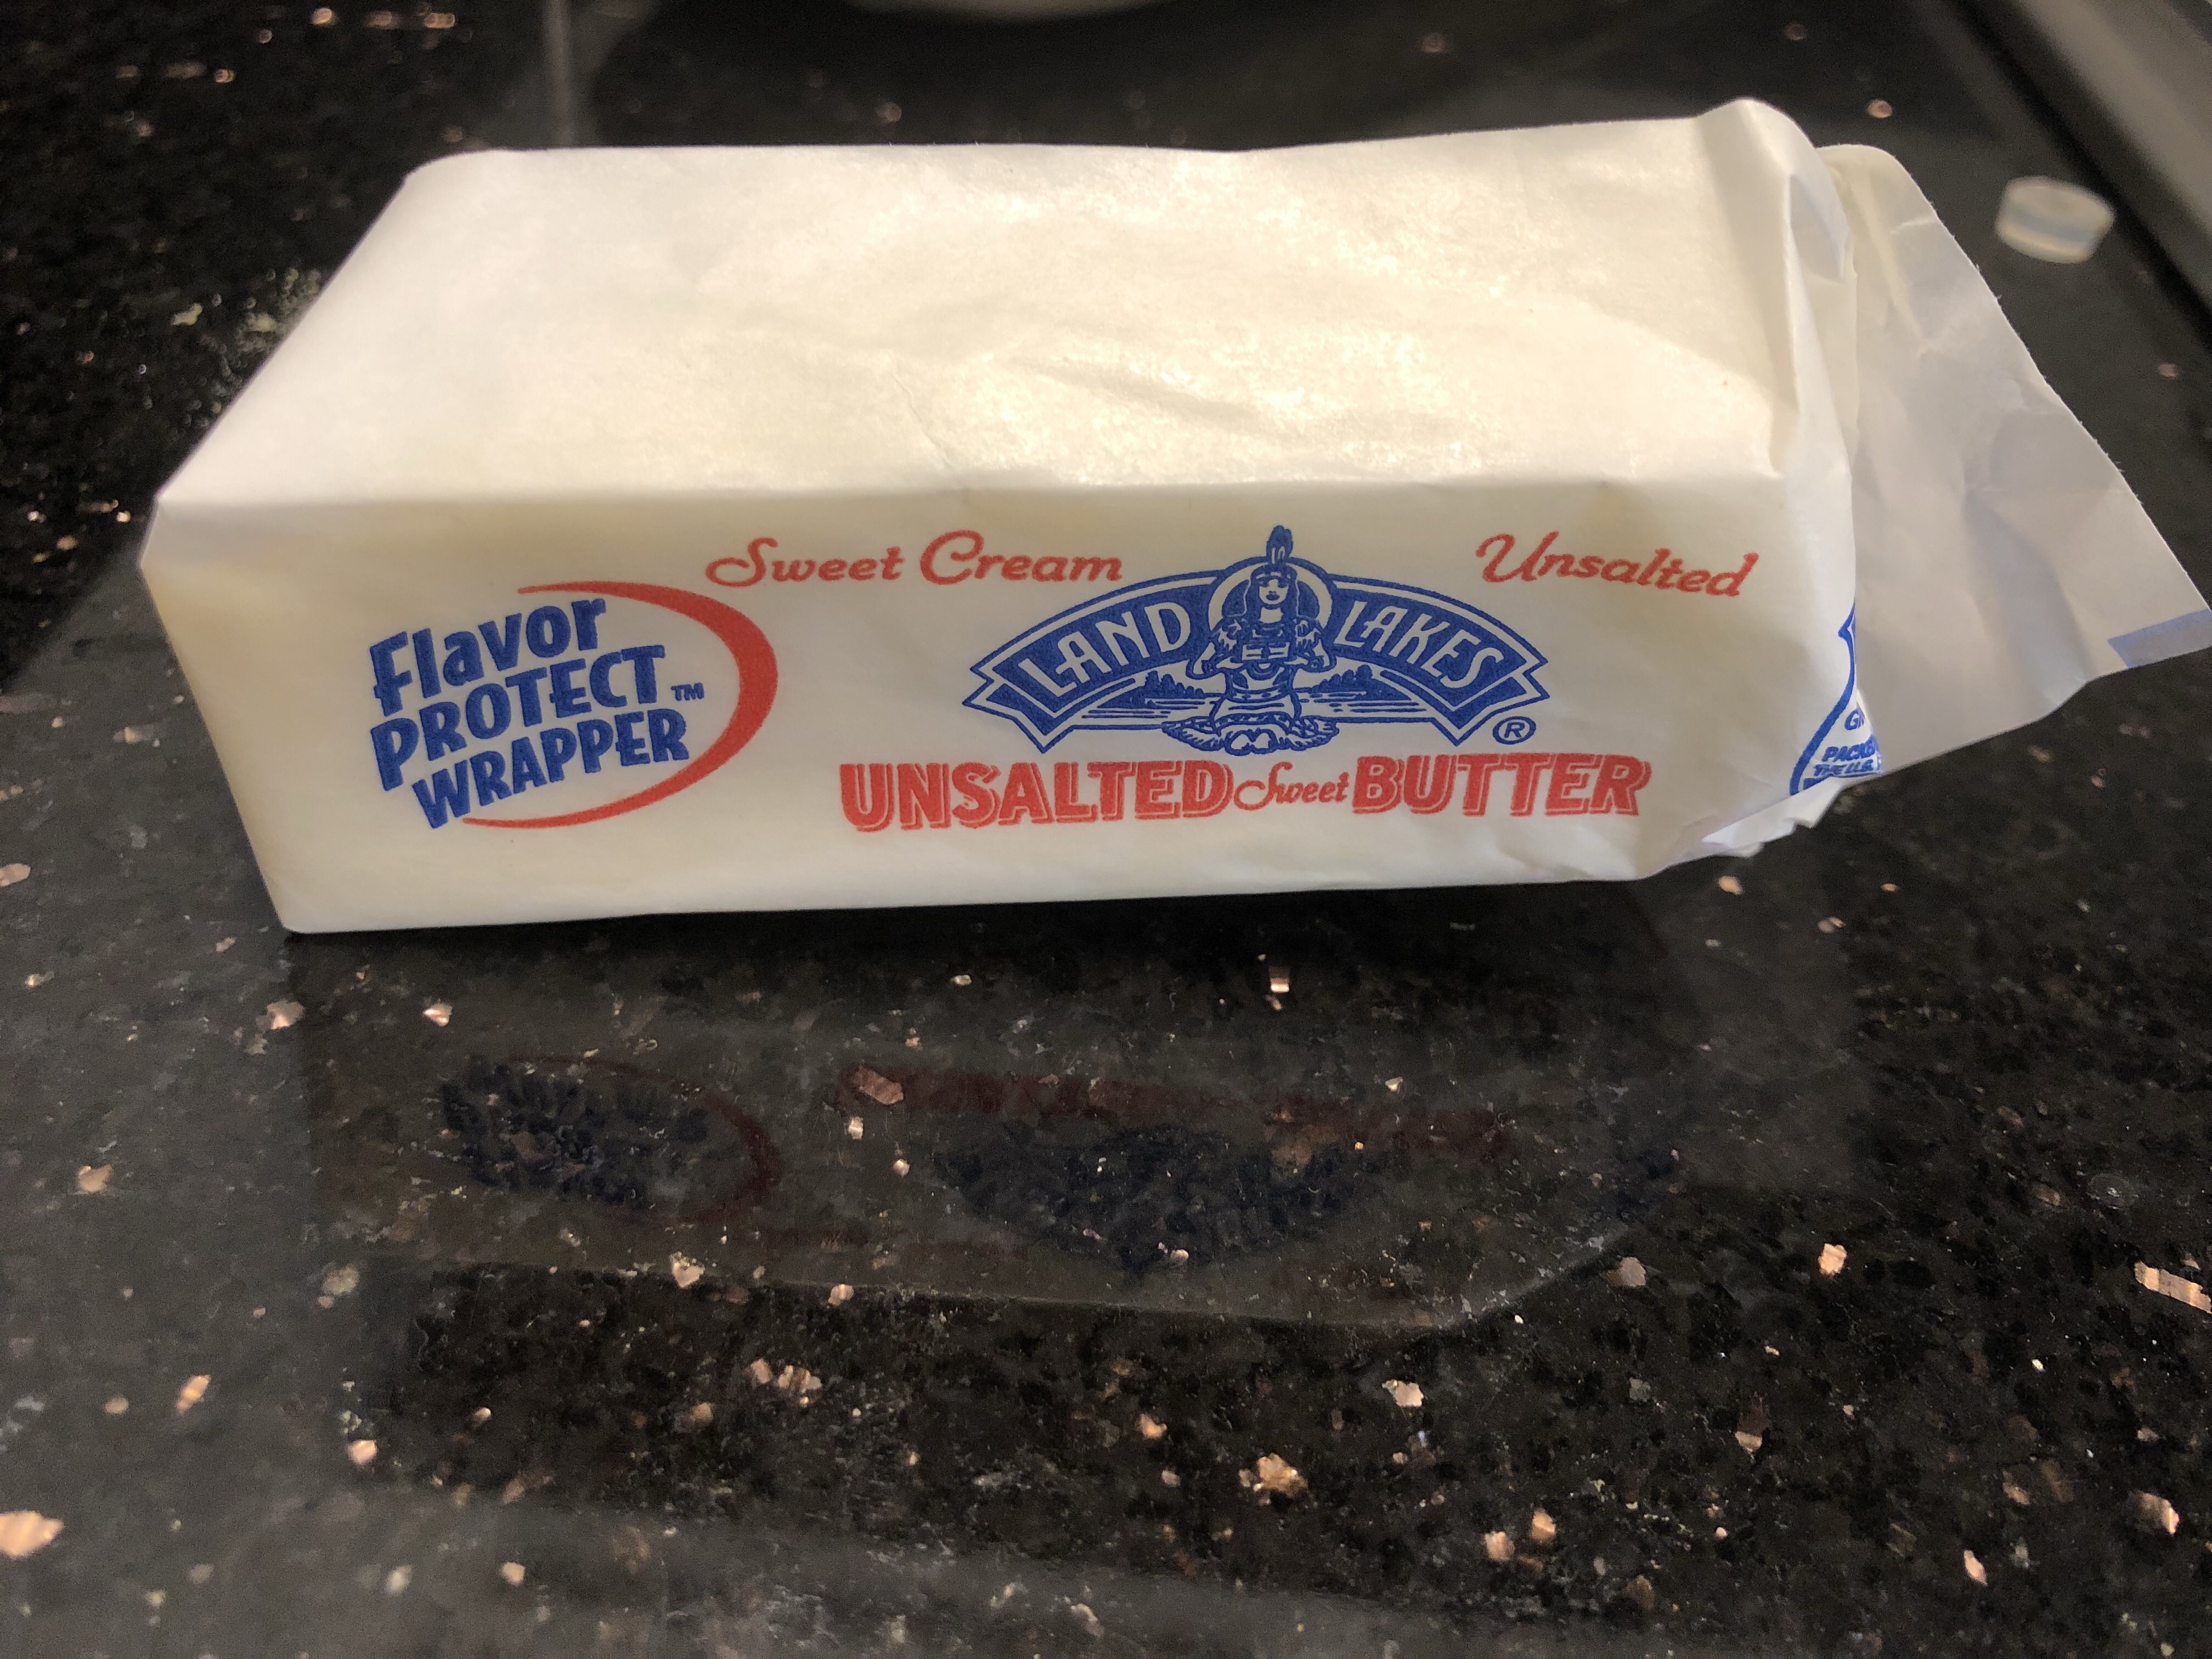 Sweet Cream
Unsalted
Flavor
PROTECT™
WRAPPER
LAND O LAKES®
UNSALTED Sweet BUTTER